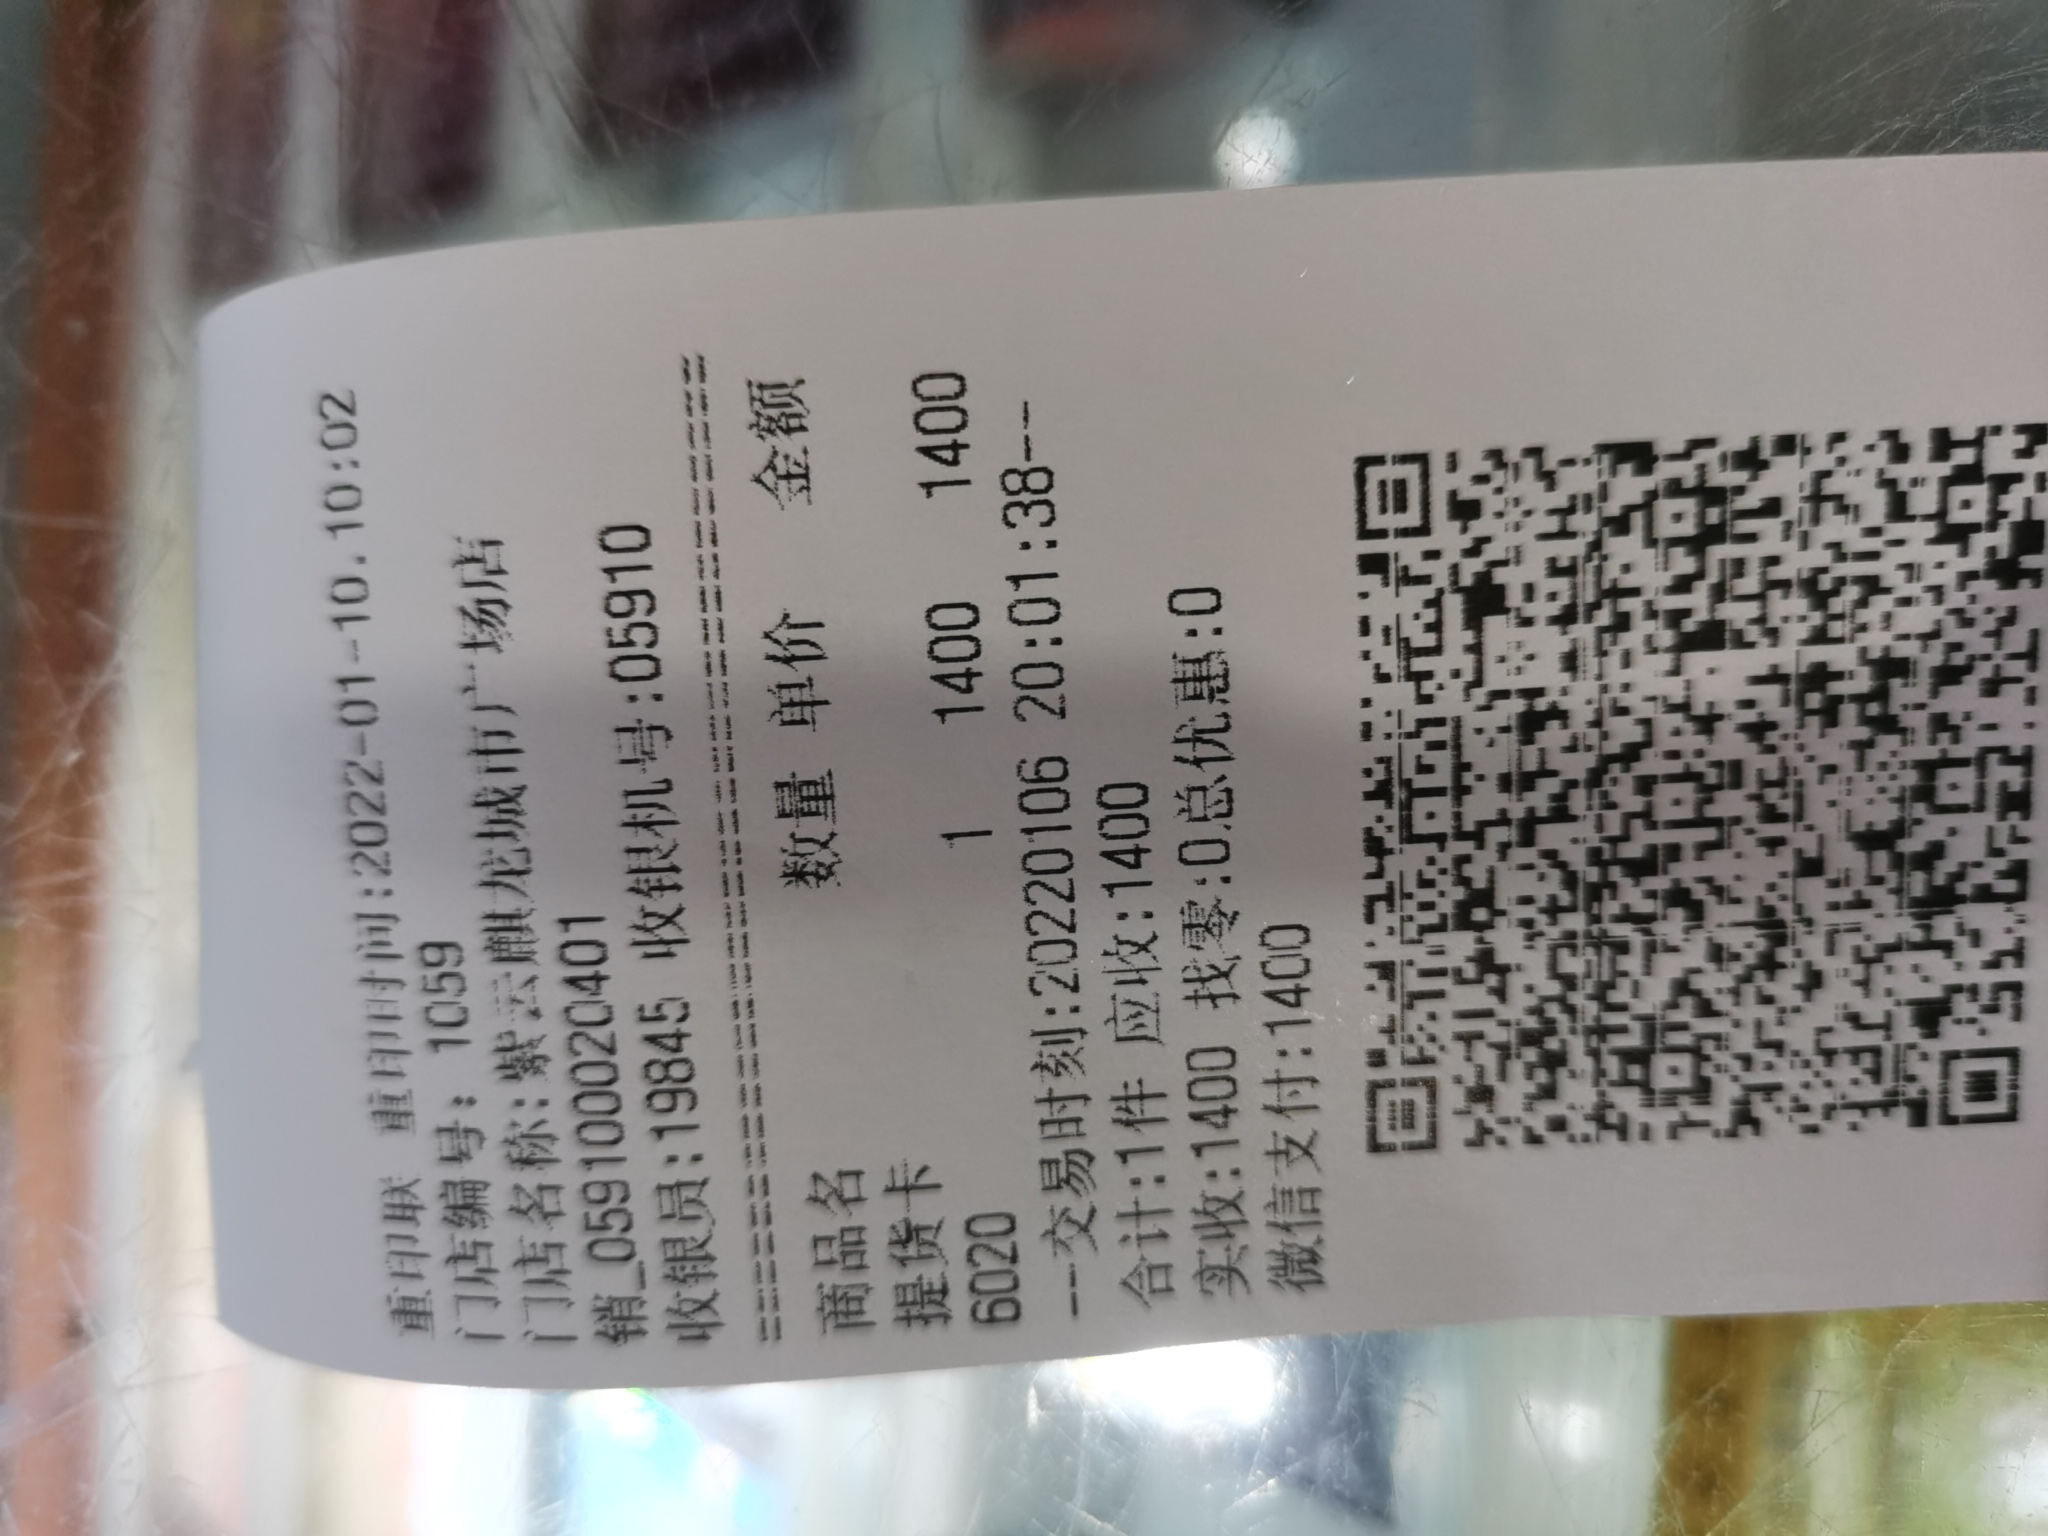 重印联 重印时间:2022-01-10.10:02
门店编号: 1059
门店名称:紫云麒龙城市广场店
销_05910002040​1
收银员:19845 收银机号:05910
商品名 数量 单价 金额
提货卡
6020 1 1400 1400
--交易时刻:20220106 20:01:38--
合计:1件 应收:1400
实收:1400 找零:0总优惠:0
微信支付:1400